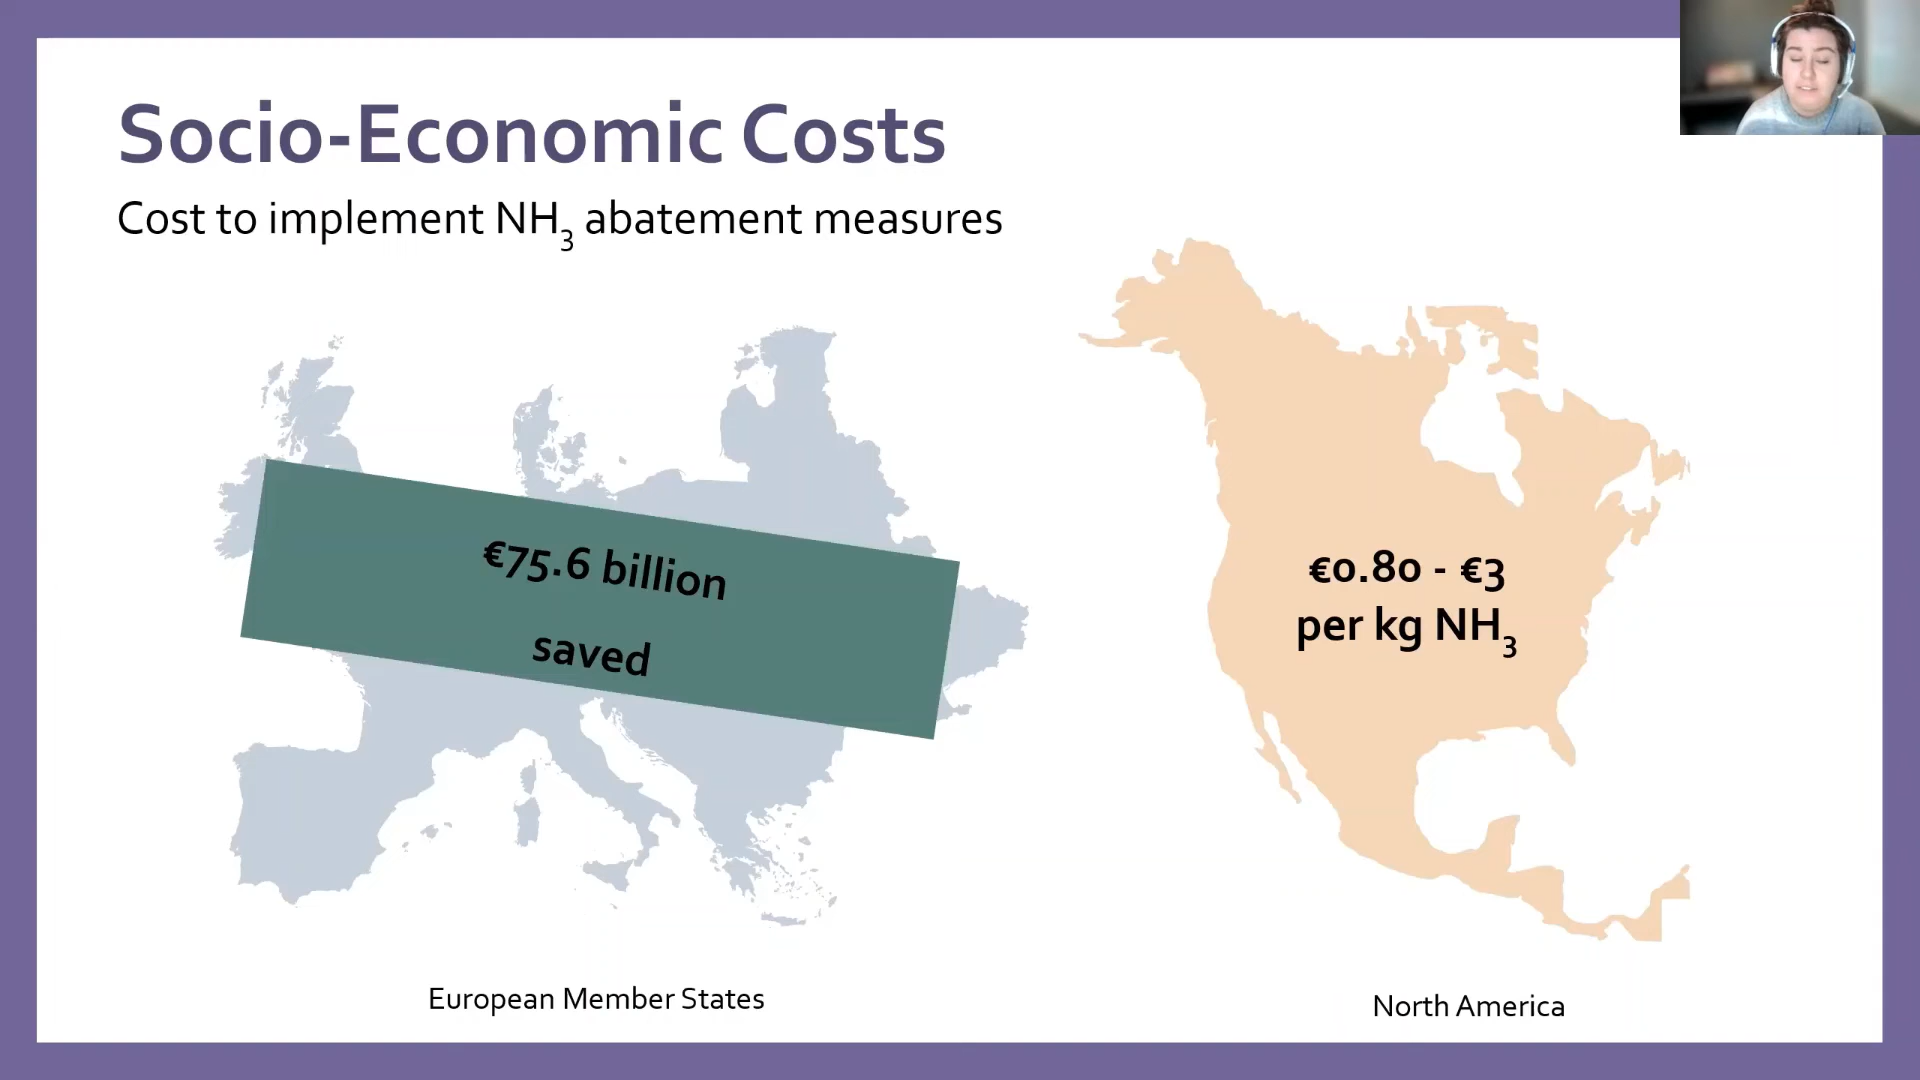 Socio-Economic Costs
Cost to implement NH₃ abatement measures
€75.6 billion
saved
€0.80 - €3
per kg NH₃
European Member States
North America